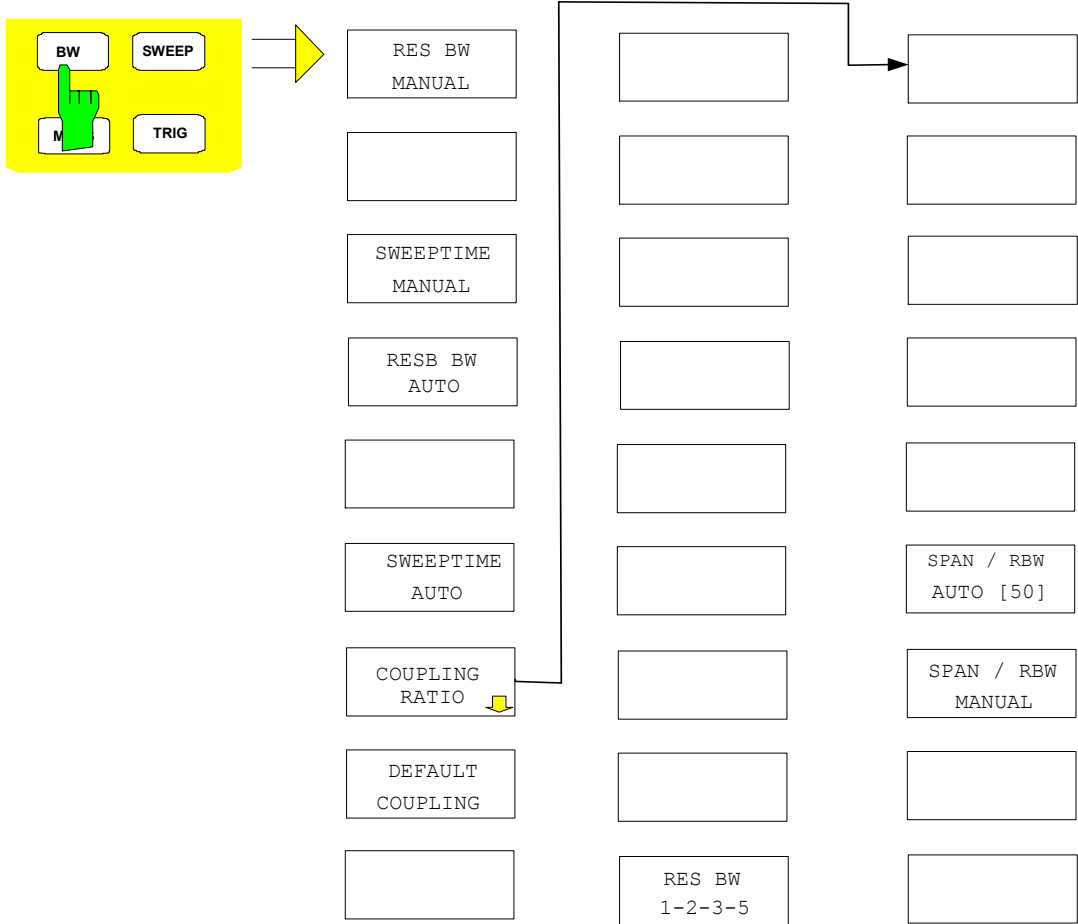 BW
SWEEP
TRIG
RES BW
MANUAL
SWEEPTIME
MANUAL
RESB BW
AUTO
SWEEPTIME
AUTO
COUPLING
RATIO
DEFAULT
COUPLING
RES BW
1-2-3-5
SPAN / RBW
AUTO [50]
SPAN / RBW
MANUAL